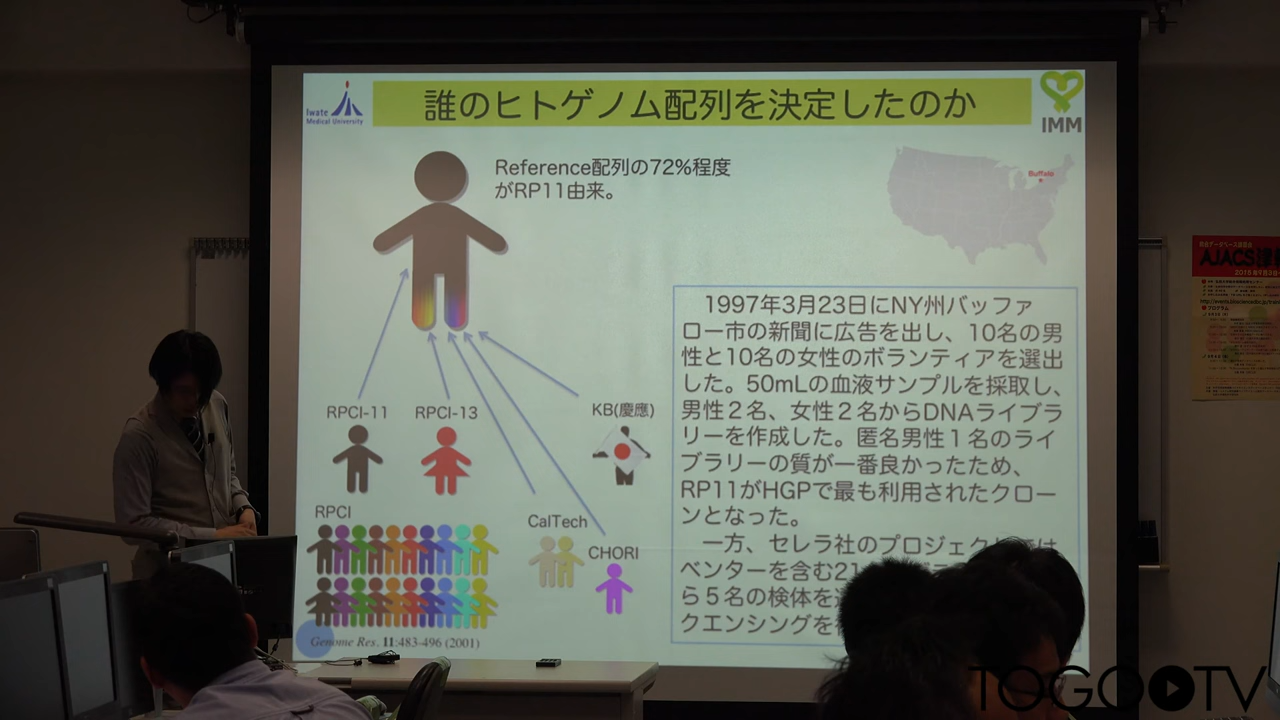 Iwate
Medical University
誰のヒトゲノム配列を決定したのか
IMM
Reference配列の72%程度
がRP11由来。
Buffalo
RPCI-11
RPCI-13
KB(慶應)
RPCI
CalTech
CHORI
Genome Res. 11:483-496 (2001)
1997年3月23日にNY州バッファ
ロー市の新聞に広告を出し、10名の男
性と10名の女性のボランティアを選出
した。50mLの血液サンプルを採取し、
男性２名、女性２名からDNAライブラ
リーを作成した。匿名男性１名のライ
ブラリーの質が一番良かったため、
RP11がHGPで最も利用されたクロー
ンとなった。
一方、セレラ社のプロジェクトでは
ベンターを含む21
ら５名の検体を
クエンシングを
AJACS
プログラム
TOGOTV